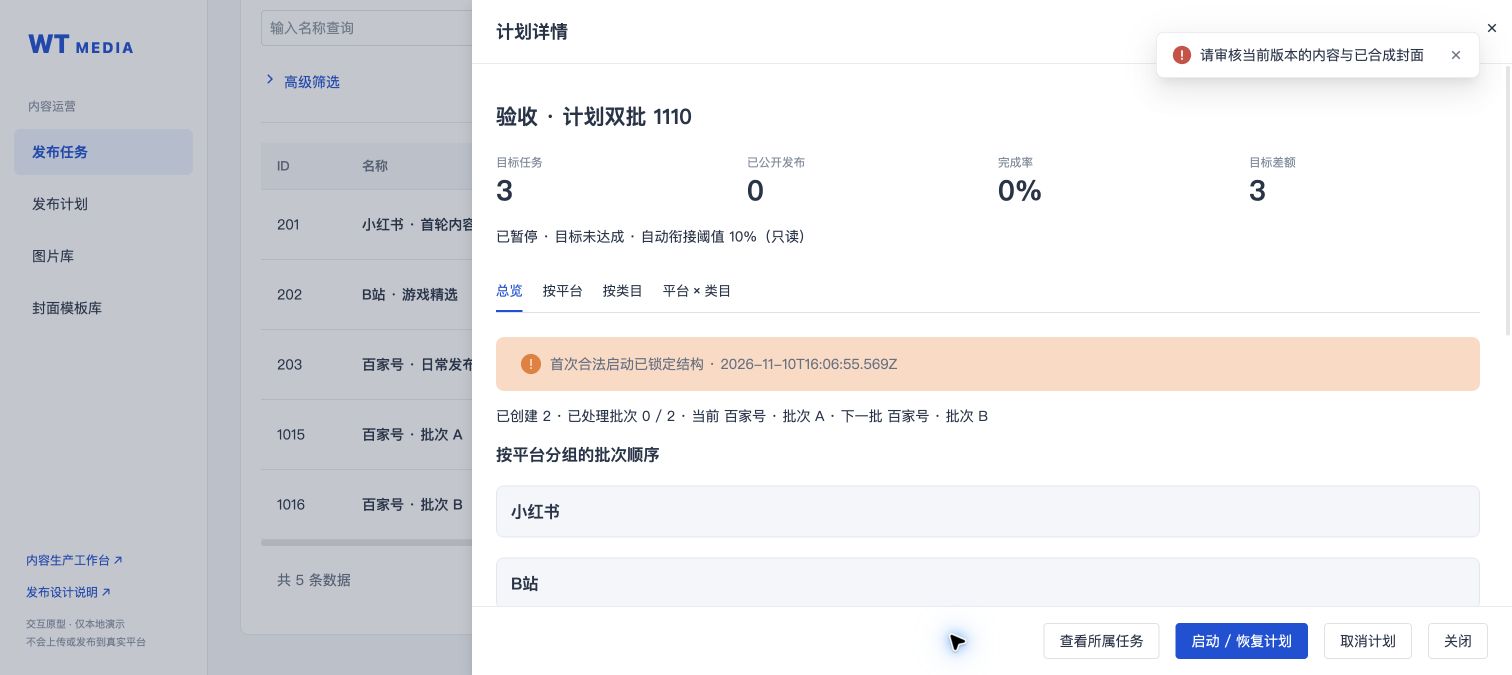 WT MEDIA
内容运营
发布任务
发布计划
图片库
封面模板库
内容生产工作台 ↗
发布设计说明 ↗
交互原型 · 仅本地演示
不会上传或发布到真实平台
输入名称查询
高级筛选
ID 名称
201 小红书 · 首轮内容
202 B站 · 游戏精选
203 百家号 · 日常发布
1015 百家号 · 批次 A
1016 百家号 · 批次 B
共 5 条数据
计划详情
请审核当前版本的内容与已合成封面
验收 · 计划双批 1110
目标任务 已公开发布 完成率 目标差额
3 0 0% 3
已暂停 · 目标未达成 · 自动衔接阈值 10%（只读）
总览 按平台 按类目 平台 × 类目
首次合法启动已锁定结构 · 2026-11-10T16:06:55.569Z
已创建 2 · 已处理批次 0 / 2 · 当前 百家号 · 批次 A · 下一批 百家号 · 批次 B
按平台分组的批次顺序
小红书
B站
查看所属任务 启动 / 恢复计划 取消计划 关闭